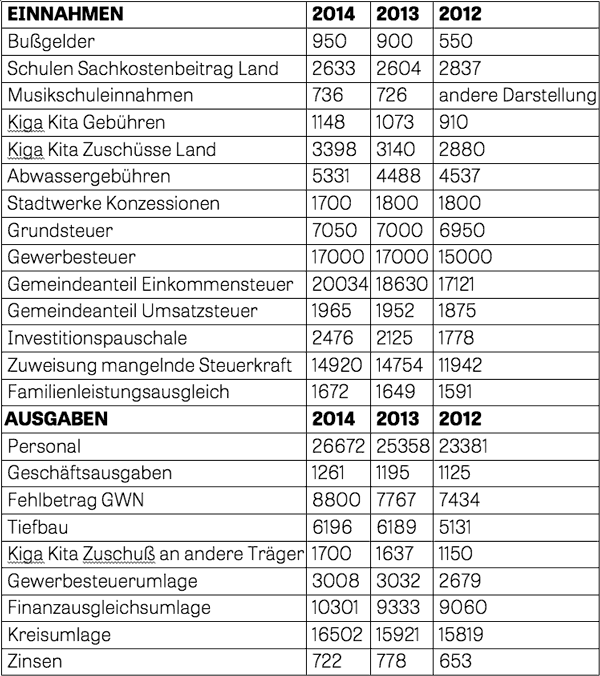 EINNAHMEN 2014 2013 2012
Bußgelder 950 900 550
Schulen Sachkostenbeitrag Land 2633 2604 2837
Musikschuleinnahmen 736 726 andere Darstellung
Kiga Kita Gebühren 1148 1073 910
Kiga Kita Zuschüsse Land 3398 3140 2880
Abwassergebühren 5331 4488 4537
Stadtwerke Konzessionen 1700 1800 1800
Grundsteuer 7050 7000 6950
Gewerbesteuer 17000 17000 15000
Gemeindeanteil Einkommensteuer 20034 18630 17121
Gemeindeanteil Umsatzsteuer 1965 1952 1875
Investitionspauschale 2476 2125 1778
Zuweisung mangelnde Steuerkraft 14920 14754 11942
Familienleistungsausgleich 1672 1649 1591
AUSGABEN 2014 2013 2012
Personal 26672 25358 23381
Geschäftsausgaben 1261 1195 1125
Fehlbetrag GWN 8800 7767 7434
Tiefbau 6196 6189 5131
Kiga Kita Zuschuß an andere Träger 1700 1637 1150
Gewerbesteuerumlage 3008 3032 2679
Finanzausgleichsumlage 10301 9333 9060
Kreisumlage 16502 15921 15819
Zinsen 722 778 653